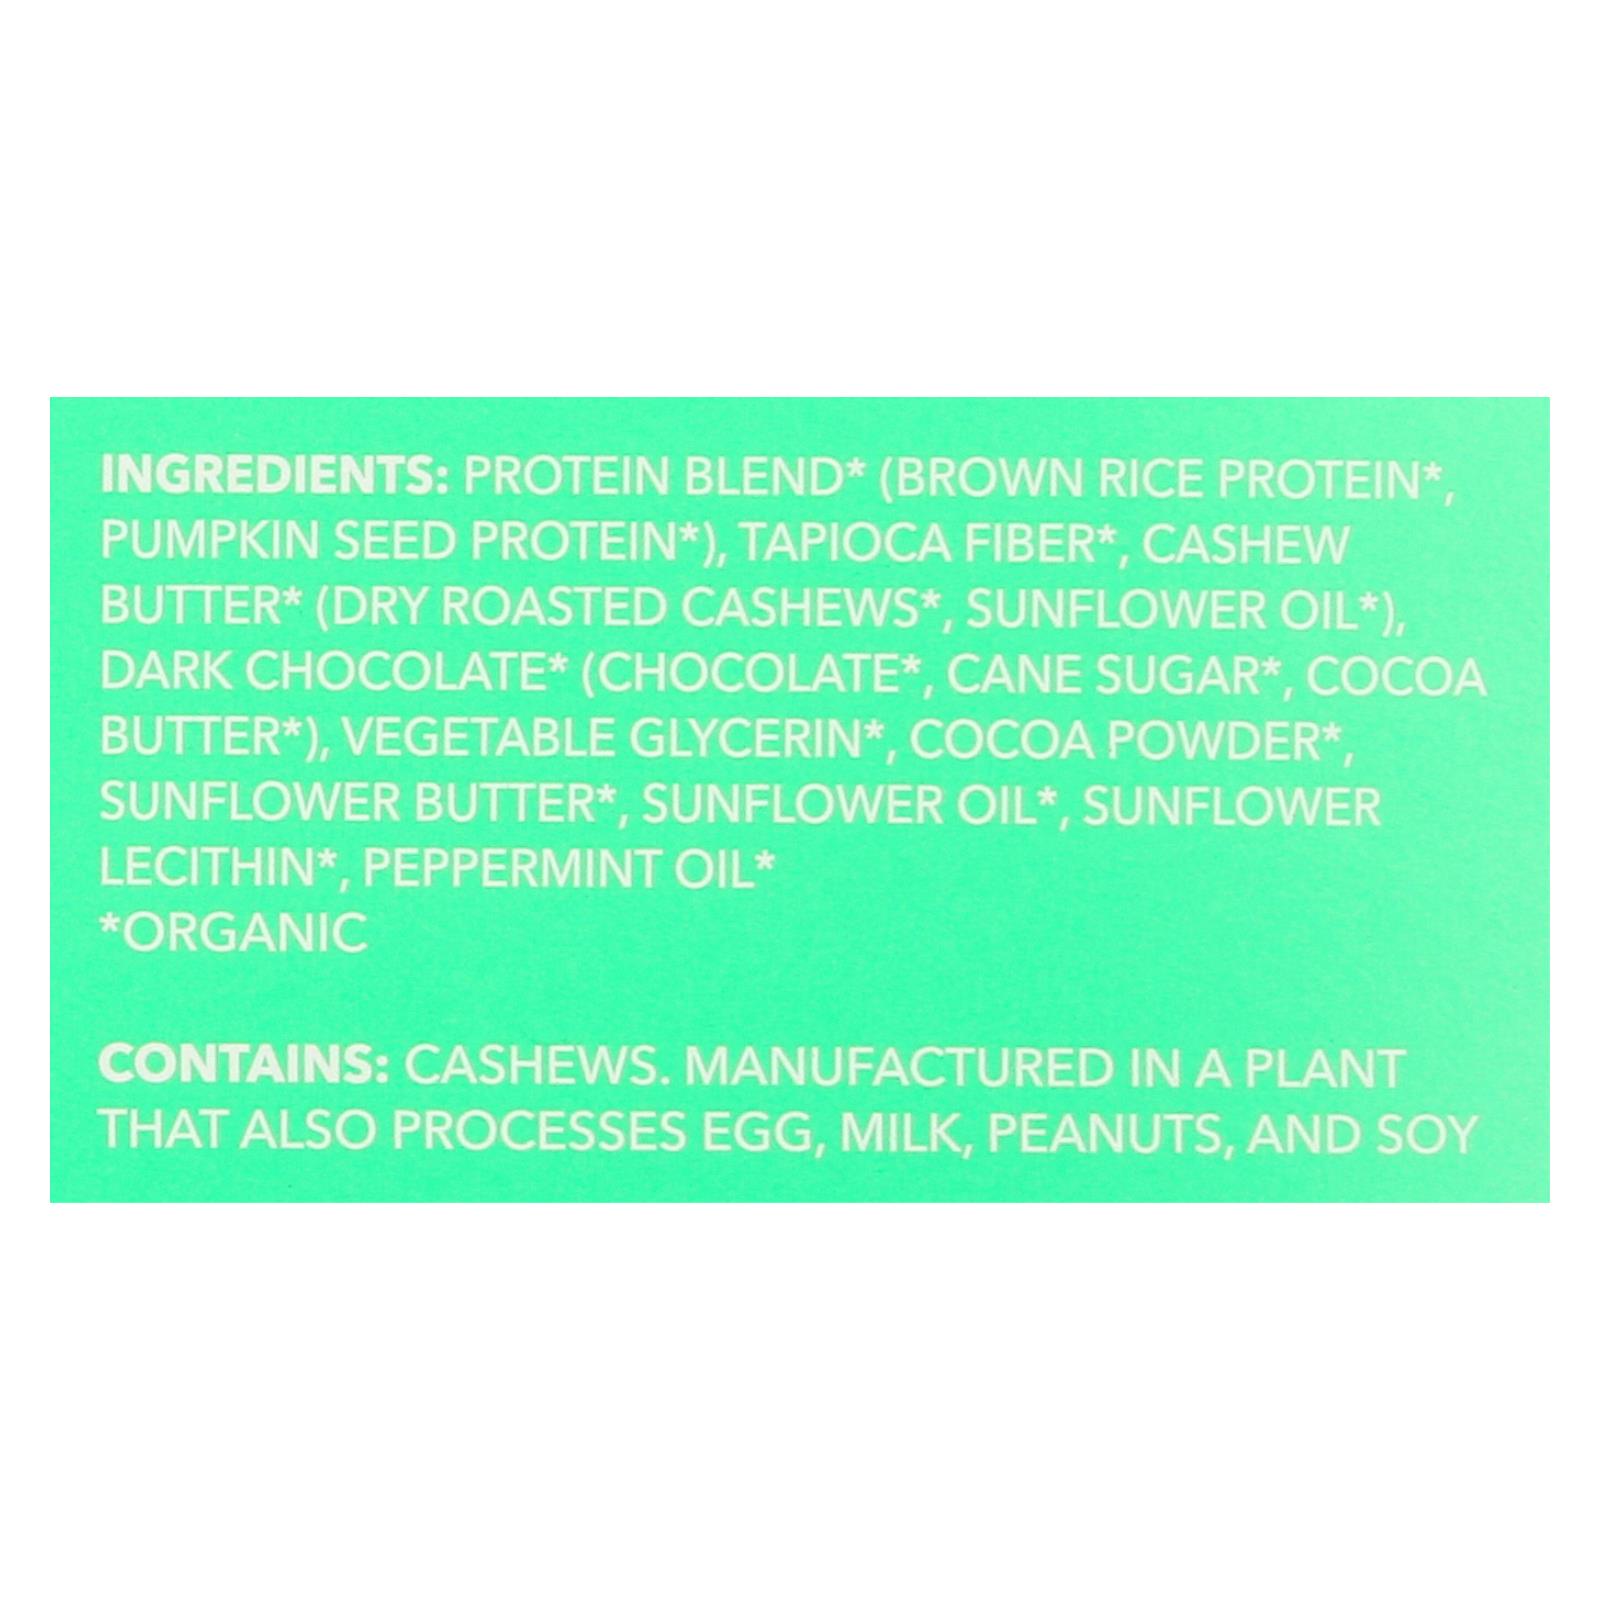 INGREDIENTS: PROTEIN BLEND* (BROWN RICE PROTEIN*,
PUMPKIN SEED PROTEIN*), TAPIOCA FIBER*, CASHEW
BUTTER* (DRY ROASTED CASHEWS*, SUNFLOWER OIL*),
DARK CHOCOLATE* (CHOCOLATE*, CANE SUGAR*, COCOA
BUTTER*), VEGETABLE GLYCERIN*, COCOA POWDER*,
SUNFLOWER BUTTER*, SUNFLOWER OIL*, SUNFLOWER
LECITHIN*, PEPPERMINT OIL*
*ORGANIC
CONTAINS: CASHEWS. MANUFACTURED IN A PLANT
THAT ALSO PROCESSES EGG, MILK, PEANUTS, AND SOY